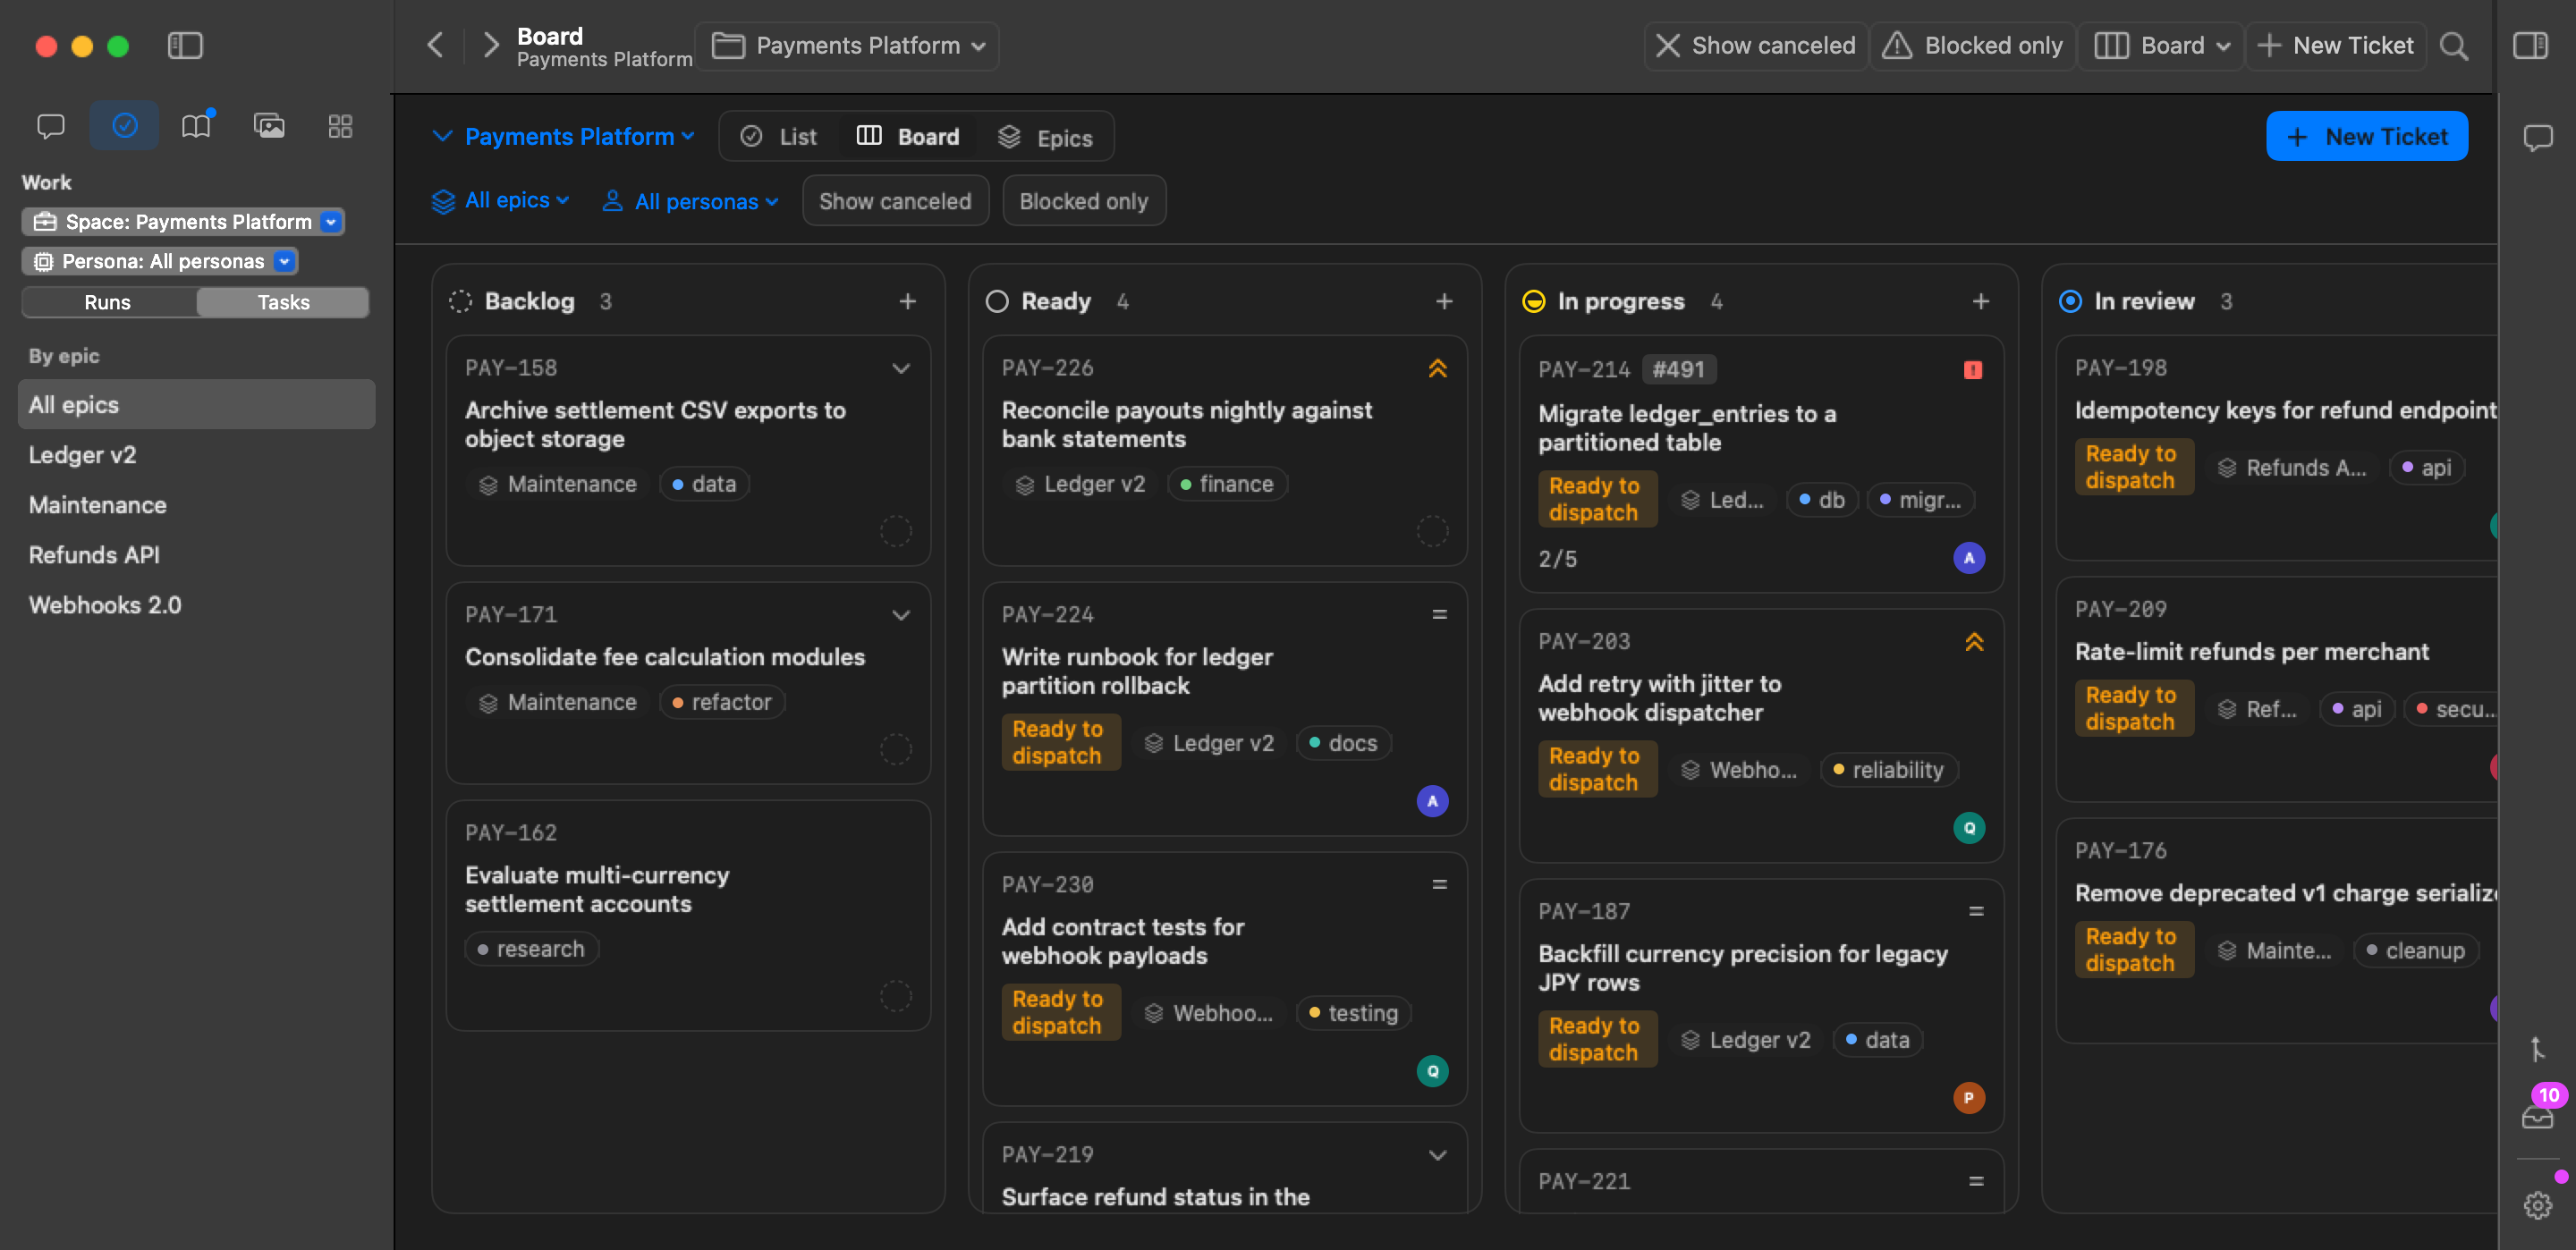 Board
Payments Platform
Payments Platform
Show canceled
Blocked only
Board
New Ticket
Work
Space: Payments Platform
Persona: All personas
Runs
Tasks
By epic
All epics
Ledger v2
Maintenance
Refunds API
Webhooks 2.0
Payments Platform
List
Board
Epics
New Ticket
All epics
All personas
Show canceled
Blocked only
Backlog 3
PAY-158
Archive settlement CSV exports to
object storage
Maintenance
data
PAY-171
Consolidate fee calculation modules
Maintenance
refactor
PAY-162
Evaluate multi-currency
settlement accounts
research
Ready 4
PAY-226
Reconcile payouts nightly against
bank statements
Ledger v2
finance
PAY-224
Write runbook for ledger
partition rollback
Ready to
dispatch
Ledger v2
docs
A
PAY-230
Add contract tests for
webhook payloads
Ready to
dispatch
Webhoo...
testing
Q
PAY-219
Surface refund status in the
In progress 4
PAY-214 #491
Migrate ledger_entries to a
partitioned table
Ready to
dispatch
Led...
db
migr...
2/5
A
PAY-203
Add retry with jitter to
webhook dispatcher
Ready to
dispatch
Webho...
reliability
Q
PAY-187
Backfill currency precision for legacy
JPY rows
Ready to
dispatch
Ledger v2
data
P
PAY-221
In review 3
PAY-198
Idempotency keys for refund endpoint
Ready to
dispatch
Refunds A...
api
PAY-209
Rate-limit refunds per merchant
Ready to
dispatch
Ref...
api
secu...
PAY-176
Remove deprecated v1 charge serialize
Ready to
dispatch
Mainte...
cleanup
10